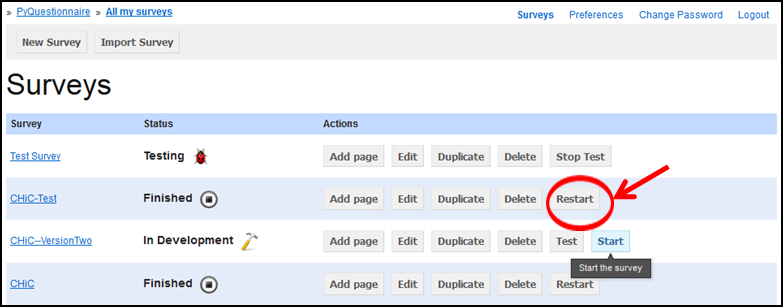 » PyQuestionnaire » All my surveys
Surveys Preferences Change Password Logout
New Survey Import Survey
Surveys
Survey Status Actions
Test Survey Testing Add page Edit Duplicate Delete Stop Test
CHiC-Test Finished Add page Edit Duplicate Delete Restart
CHiC--VersionTwo In Development Add page Edit Duplicate Delete Test Start
Start the survey
CHiC Finished Add page Edit Duplicate Delete Restart